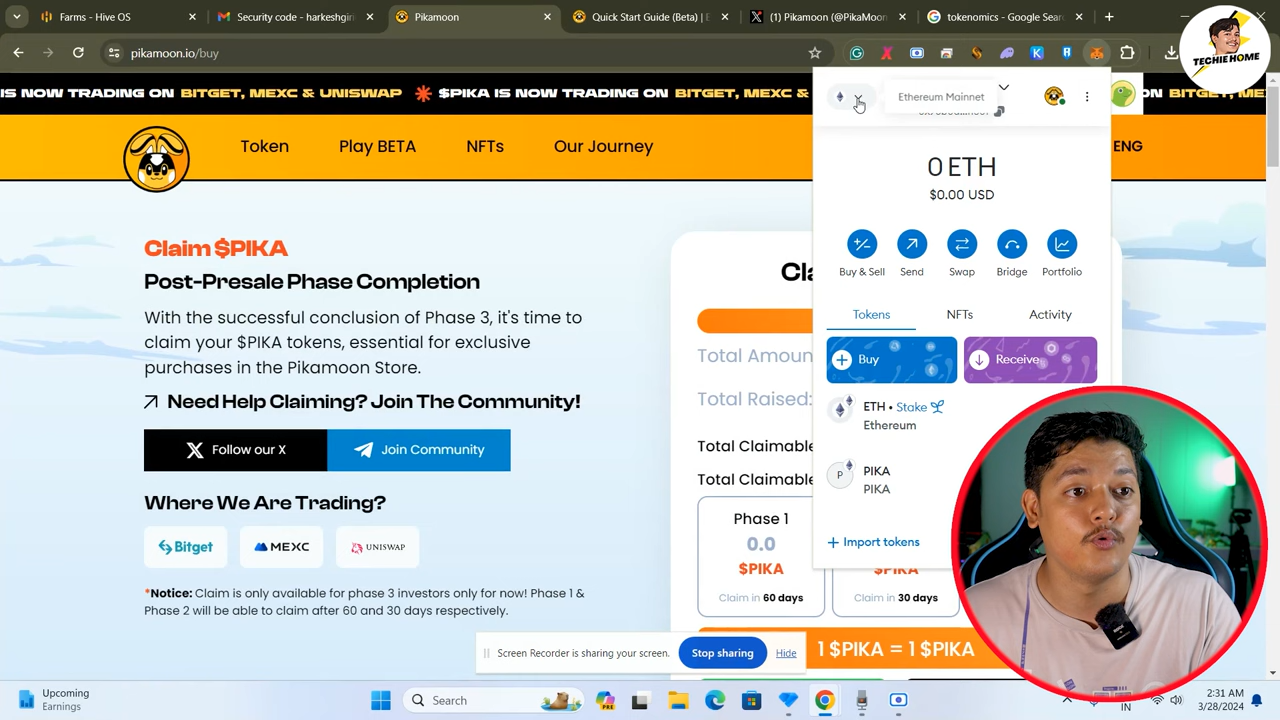 Farms - Hive OS
Security code - harkeshgiri
Pikamoon
Quick Start Guide (Beta) | E
(1) Pikamoon (@PikaMoon
tokenomics - Google Sear
pikamoon.io/buy
TECHIE HOME
IS NOW TRADING ON BITGET, MEXC & UNISWAP
$PIKA IS NOW TRADING ON BITGET, MEX
Ethereum Mainnet
Token
Play BETA
NFTs
Our Journey
ENG
0 ETH
$0.00 USD
Buy & Sell
Send
Swap
Bridge
Portfolio
Tokens
NFTs
Activity
Buy
Receive
ETH • Stake
Ethereum
P
PIKA
PIKA
+ Import tokens
Claim $PIKA
Post-Presale Phase Completion
With the successful conclusion of Phase 3, it's time to
claim your $PIKA tokens, essential for exclusive
purchases in the Pikamoon Store.
Need Help Claiming? Join The Community!
Follow our X
Join Community
Where We Are Trading?
Bitget
MEXC
UNISWAP
*Notice: Claim is only available for phase 3 investors only for now! Phase 1 &
Phase 2 will be able to claim after 60 and 30 days respectively.
Total Raised:
Total Claimable
Total Claimable
Phase 1
0.0
$PIKA
Claim in 60 days
$PIKA
Claim in 30 days
1 $PIKA = 1 $PIKA
Screen Recorder is sharing your screen.
Stop sharing
Hide
Upcoming
Earnings
Search
PRE
IN
2:31 AM
3/28/2024